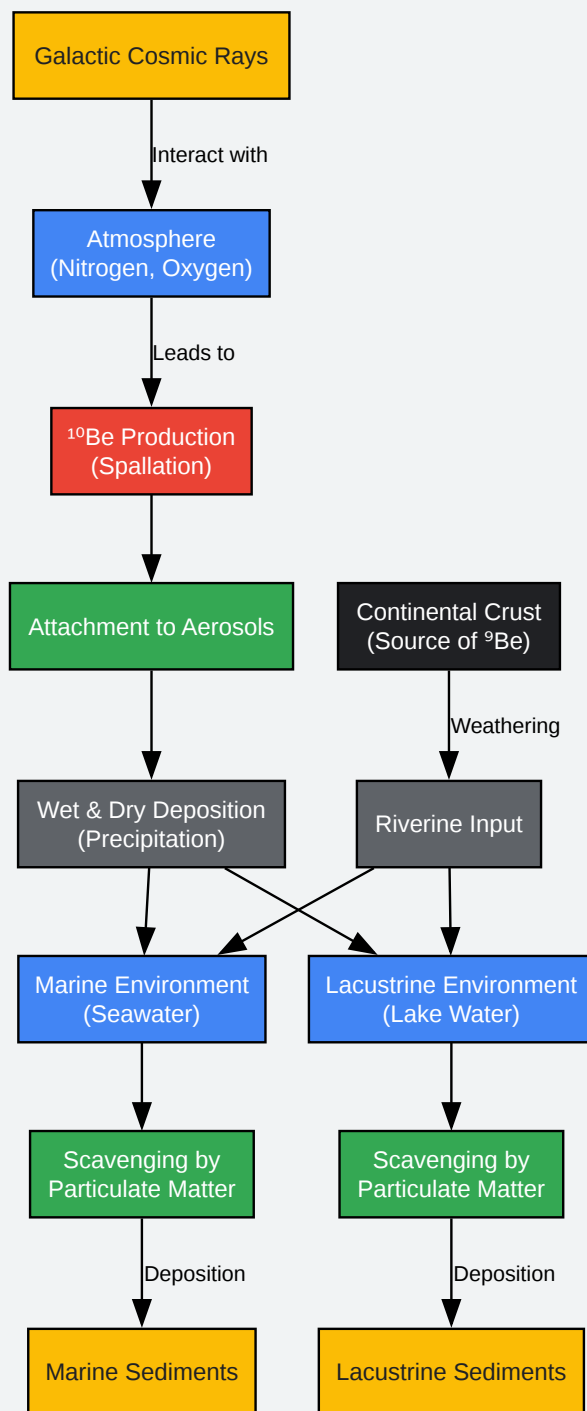 Galactic Cosmic Rays
Interact with
Atmosphere
(Nitrogen, Oxygen)
Leads to
¹⁰Be Production
(Spallation)
Attachment to Aerosols
Continental Crust
(Source of ⁹Be)
Weathering
Wet & Dry Deposition
(Precipitation)
Riverine Input
Marine Environment
(Seawater)
Lacustrine Environment
(Lake Water)
Scavenging by
Particulate Matter
Scavenging by
Particulate Matter
Deposition
Deposition
Marine Sediments
Lacustrine Sediments